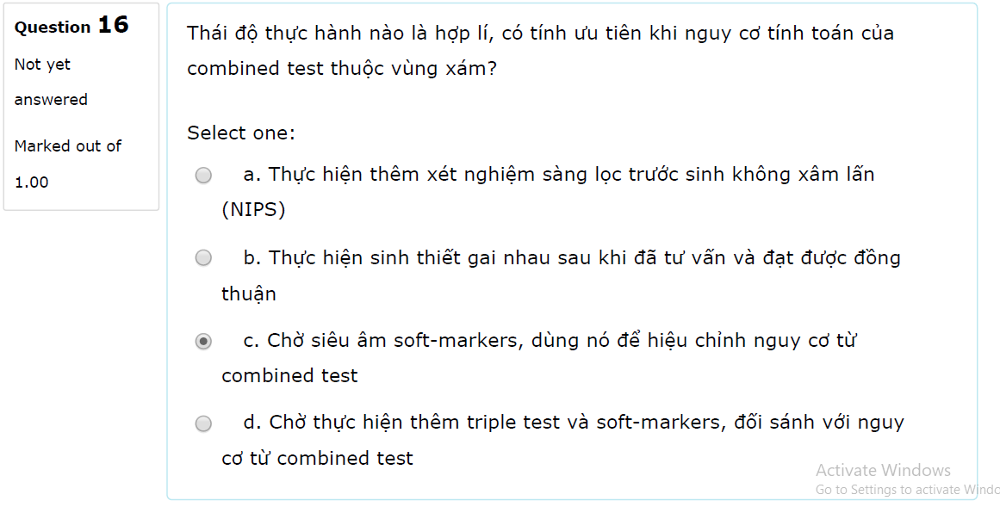 Question 16
Not yet
answered
Marked out of
1.00
Thái độ thực hành nào là hợp lí, có tính ưu tiên khi nguy cơ tính toán của
combined test thuộc vùng xám?
Select one:
a. Thực hiện thêm xét nghiệm sàng lọc trước sinh không xâm lấn
(NIPS)
b. Thực hiện sinh thiết gai nhau sau khi đã tư vấn và đạt được đồng
thuận
c. Chờ siêu âm soft-markers, dùng nó để hiệu chỉnh nguy cơ từ
combined test
d. Chờ thực hiện thêm triple test và soft-markers, đối sánh với nguy
cơ từ combined test
Activate Windows
Go to Settings to activate Windo